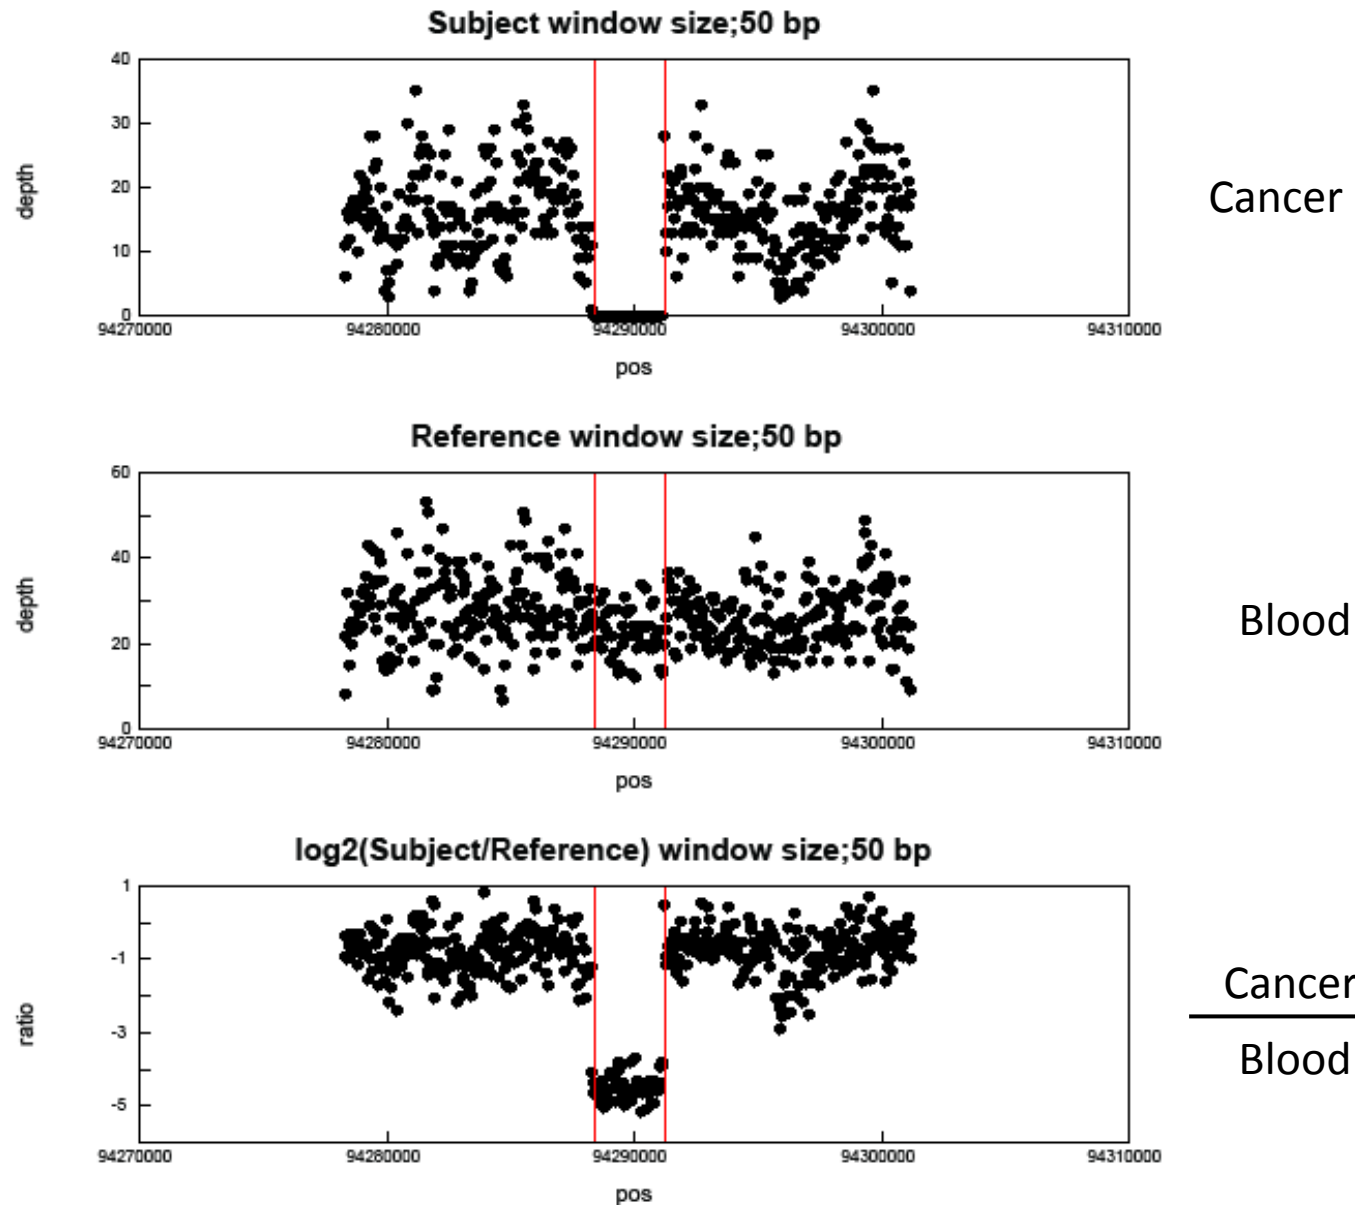 Subject window size;50 bp
40
30
20
10
0
depth
94270000 94280000 94290000 94300000 94310000
pos
Cancer
Reference window size;50 bp
60
40
20
0
depth
94270000 94280000 94290000 94300000 94310000
pos
Blood
log2(Subject/Reference) window size;50 bp
1
-1
-3
-5
ratio
94270000 94280000 94290000 94300000 94310000
pos
Cancer
Blood